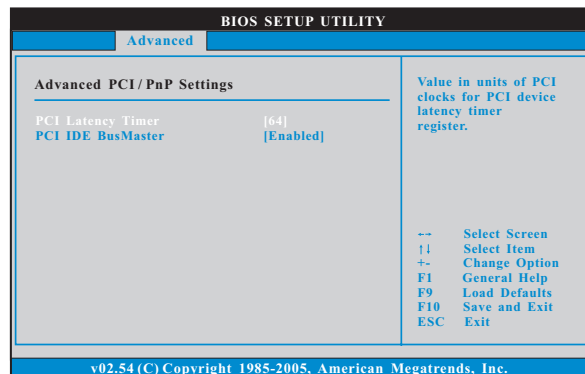 BIOS SETUP UTILITY
Advanced
Advanced PCI / PnP Settings
PCI Latency Timer [64]
PCI IDE BusMaster [Enabled]
Value in units of PCI
clocks for PCI device
latency timer
register.
←→ Select Screen
↑↓ Select Item
+- Change Option
F1 General Help
F9 Load Defaults
F10 Save and Exit
ESC Exit
v02.54 (C) Copyright 1985-2005, American Megatrends, Inc.